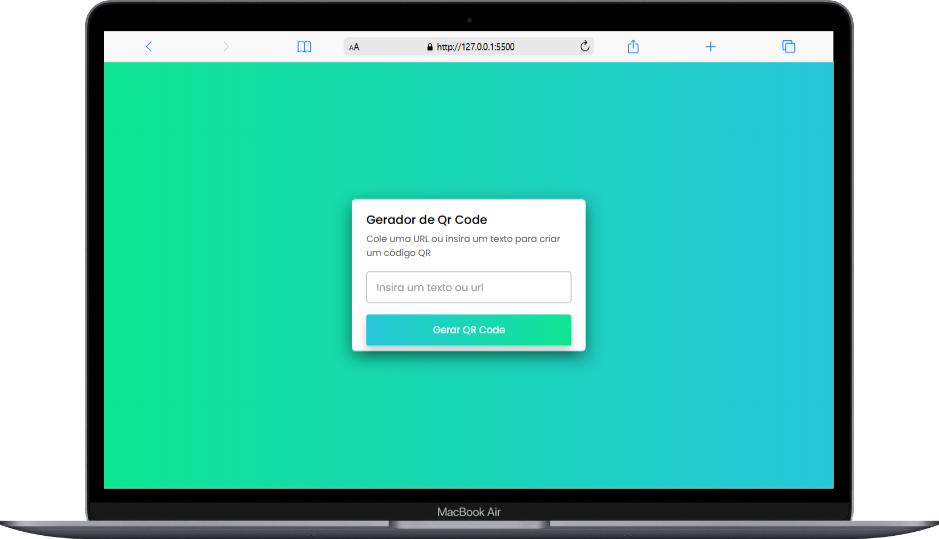 AA
http://127.0.0.1:5500
Gerador de Qr Code
Cole uma URL ou insira um texto para criar
um código QR
Insira um texto ou url
Gerar QR Code
MacBook Air